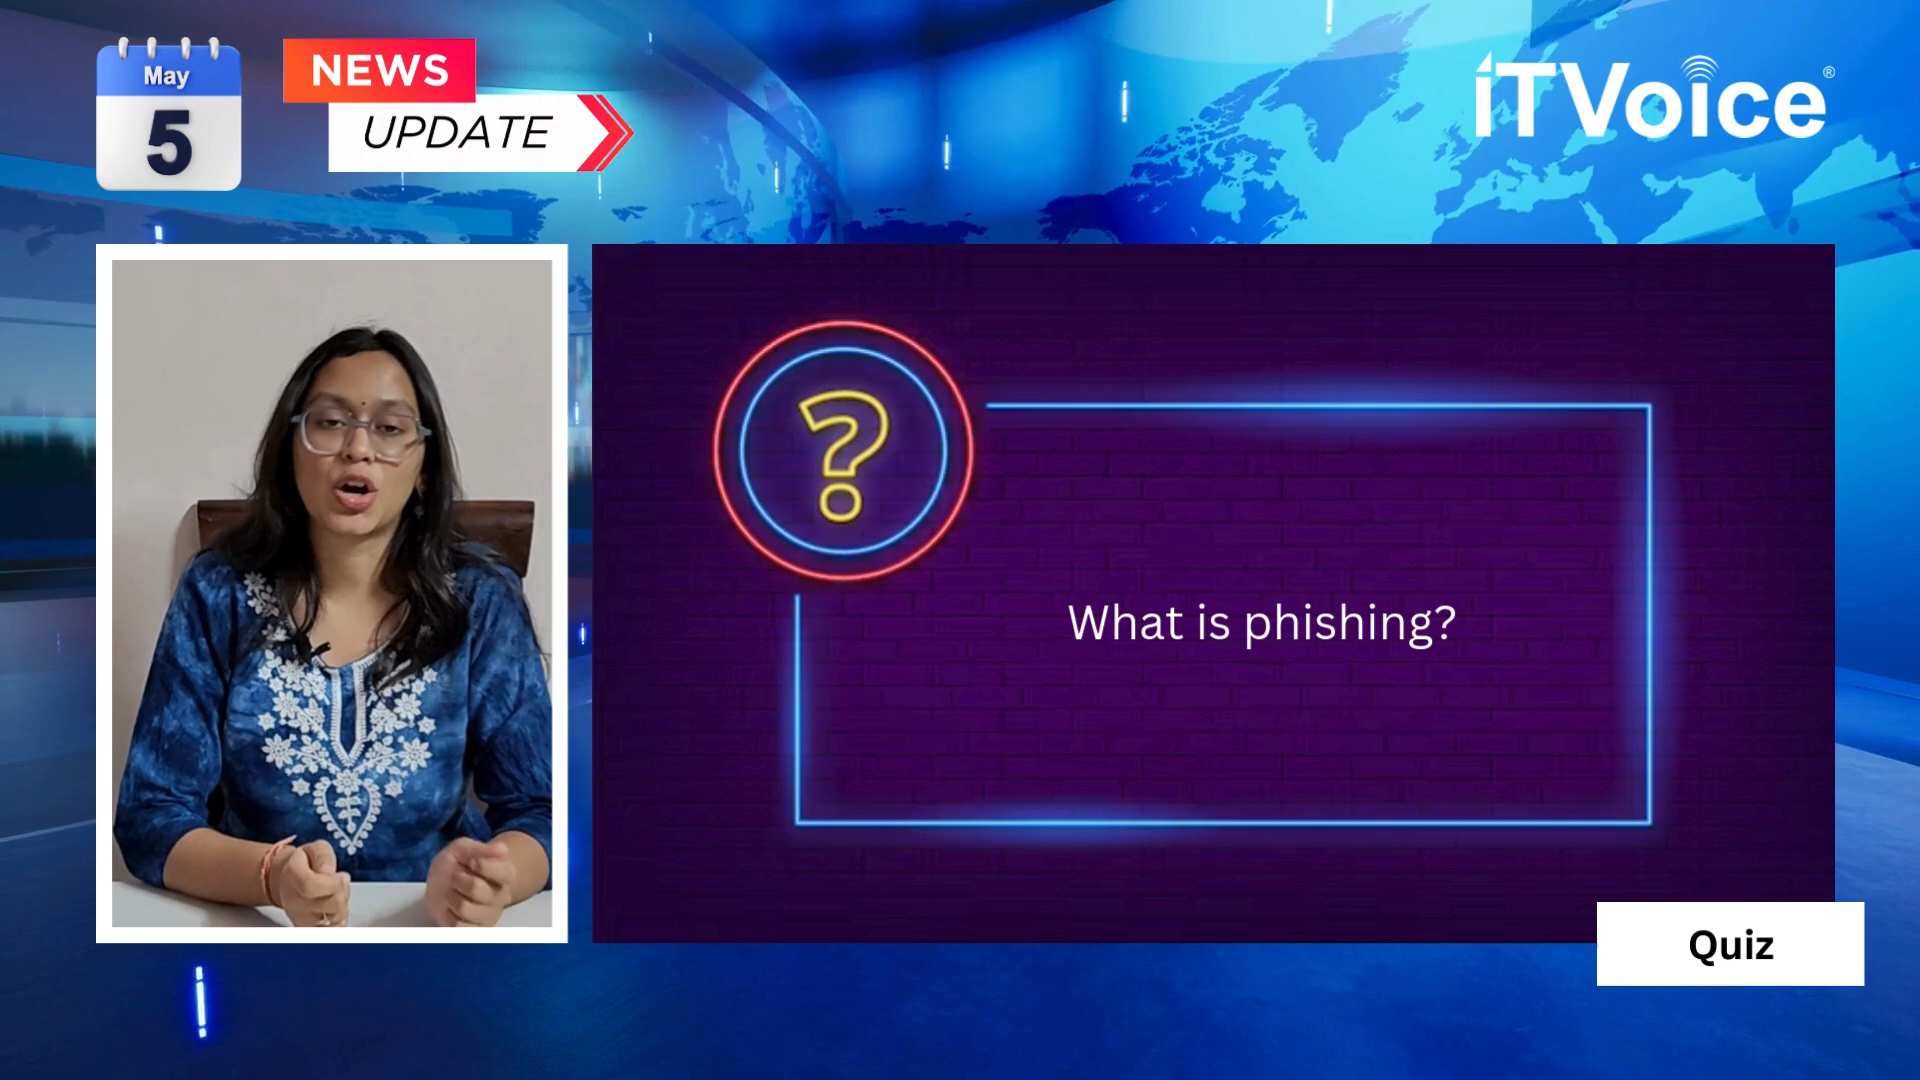 May
5
NEWS
UPDATE
iTVoice®
?
What is phishing?
Quiz